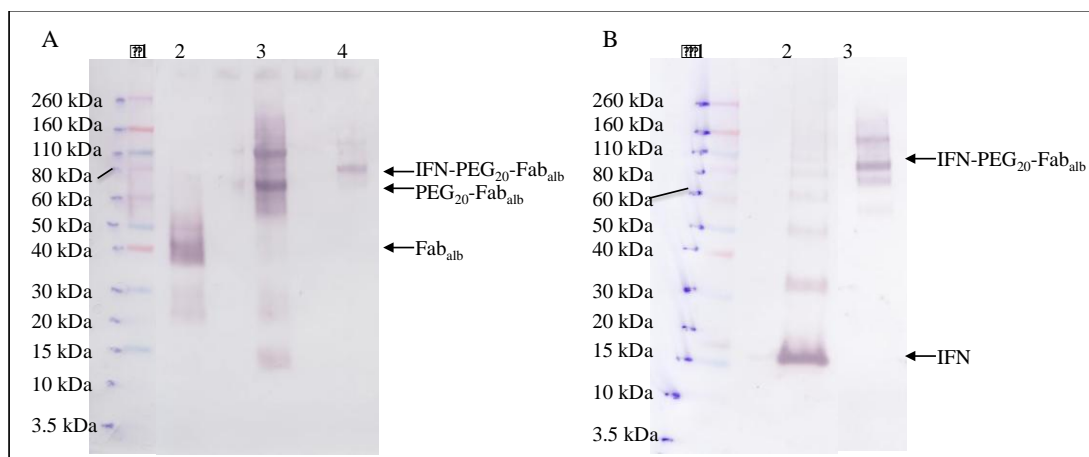 A
1 2 3 4
260 kDa
160 kDa
110 kDa
80 kDa
60 kDa
50 kDa
40 kDa
30 kDa
20 kDa
15 kDa
10 kDa
3.5 kDa
IFN-PEG20-Fabalb
PEG20-Fabalb
Fabalb
B
1 2 3
260 kDa
160 kDa
110 kDa
80 kDa
60 kDa
50 kDa
40 kDa
30 kDa
20 kDa
15 kDa
10 kDa
3.5 kDa
IFN-PEG20-Fabalb
IFN